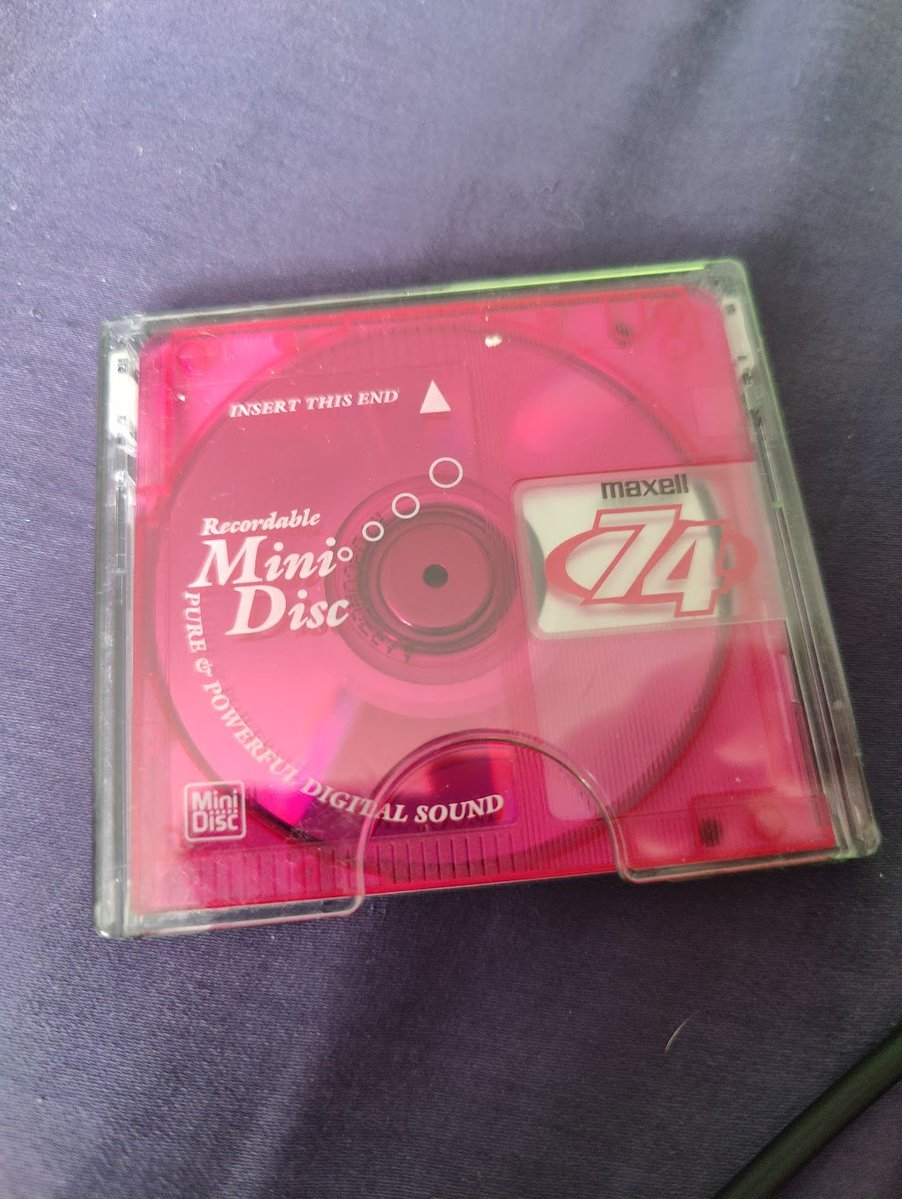 INSERT THIS END
maxell
74
Recordable
Mini
Disc
PURE & POWERFUL DIGITAL SOUND
Mini
Disc